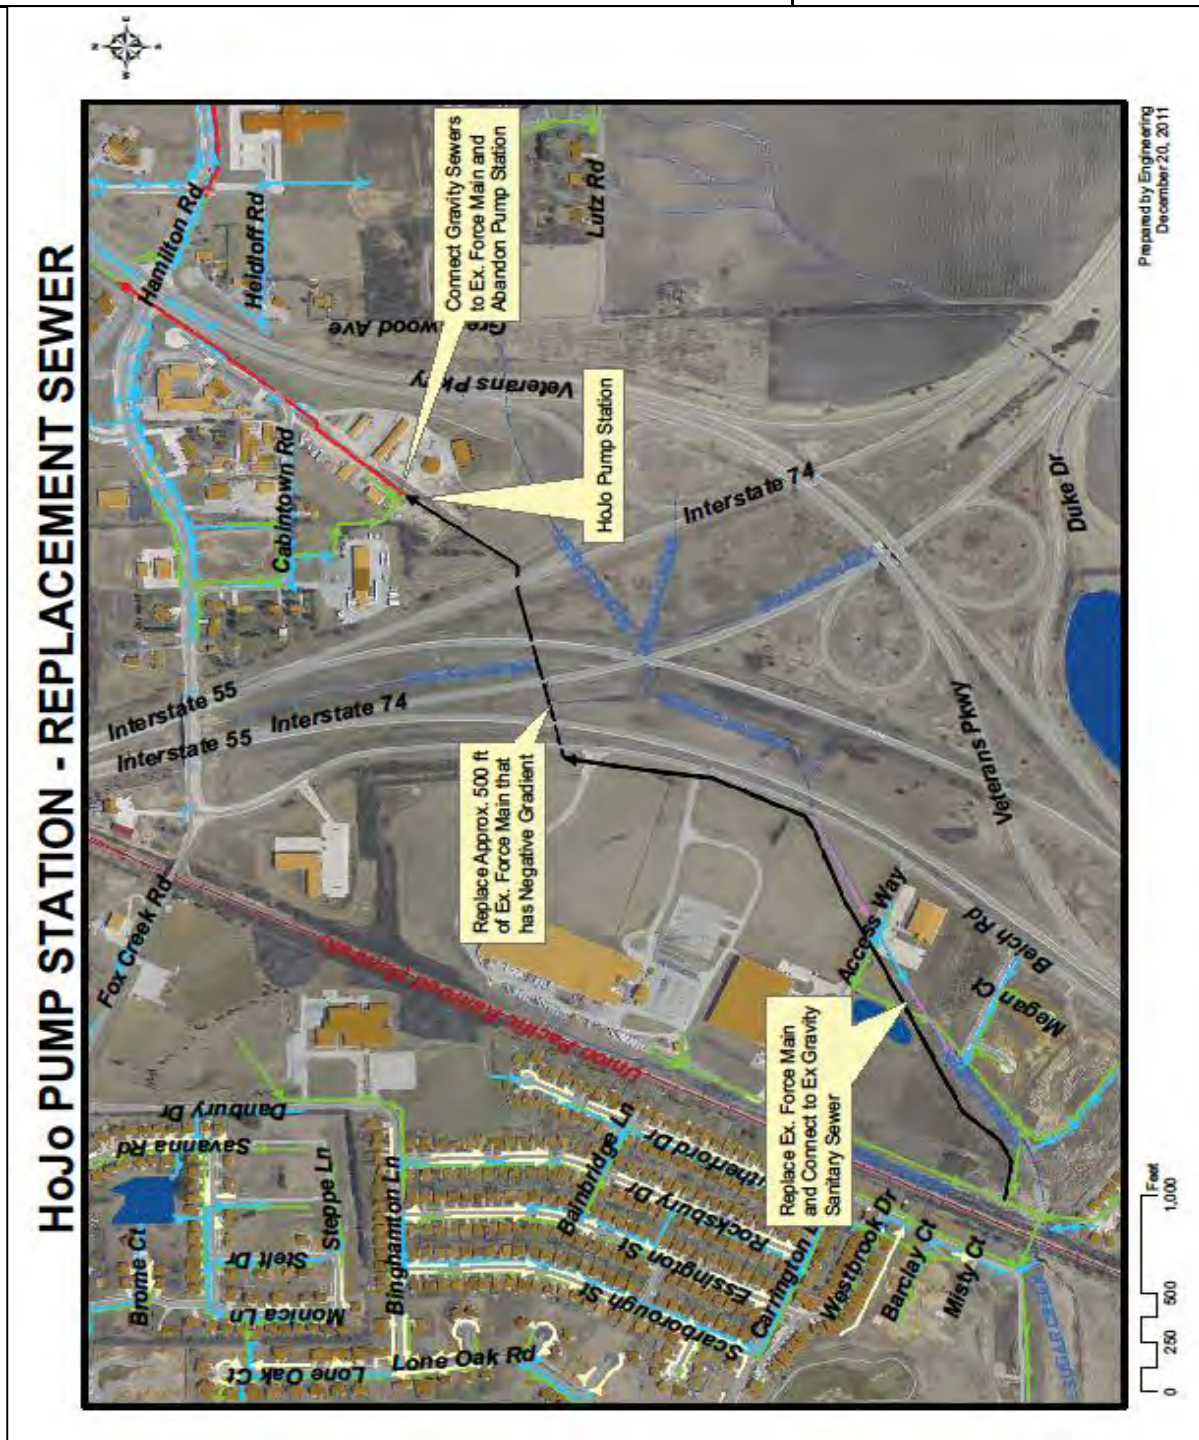 HoJo PUMP STATION - REPLACEMENT SEWER
N
E
S
W
Hamilton Rd
Heidloff Rd
Connect Gravity Sewers
to Ex. Force Main and
Abandon Pump Station
Lutz Rd
wood Ave
Veterans
Cabintown Rd
HoJo Pump Station
Interstate 74
Duke Dr
Interstate 55
Interstate 74
Interstate 55
Replace Approx. 500 ft
of Ex. Force Main that
has Negative Gradient
Veterans Pkwy
Fox Creek Rd
Union Pacific Railroad
Access Way
Beich Rd
Megan Ct
Replace Ex. Force Main
and Connect to Ex Gravity
Sanitary Sewer
Danbury Dr
Savanna Rd
Steppe Ln
Binghamton Ln
Bainbridge Ln
Rocksbury Dr
Essington St
Scarborough St
Carrington
Westbrook Dr
Barclay Ct
Misty Ct
Brome Ct
Stelt Dr
Monica Ln
Lone Oak Ct
Lone Oak Rd
Prepared by Engineering
December 20, 2011
Feet
0 250 500 1,000